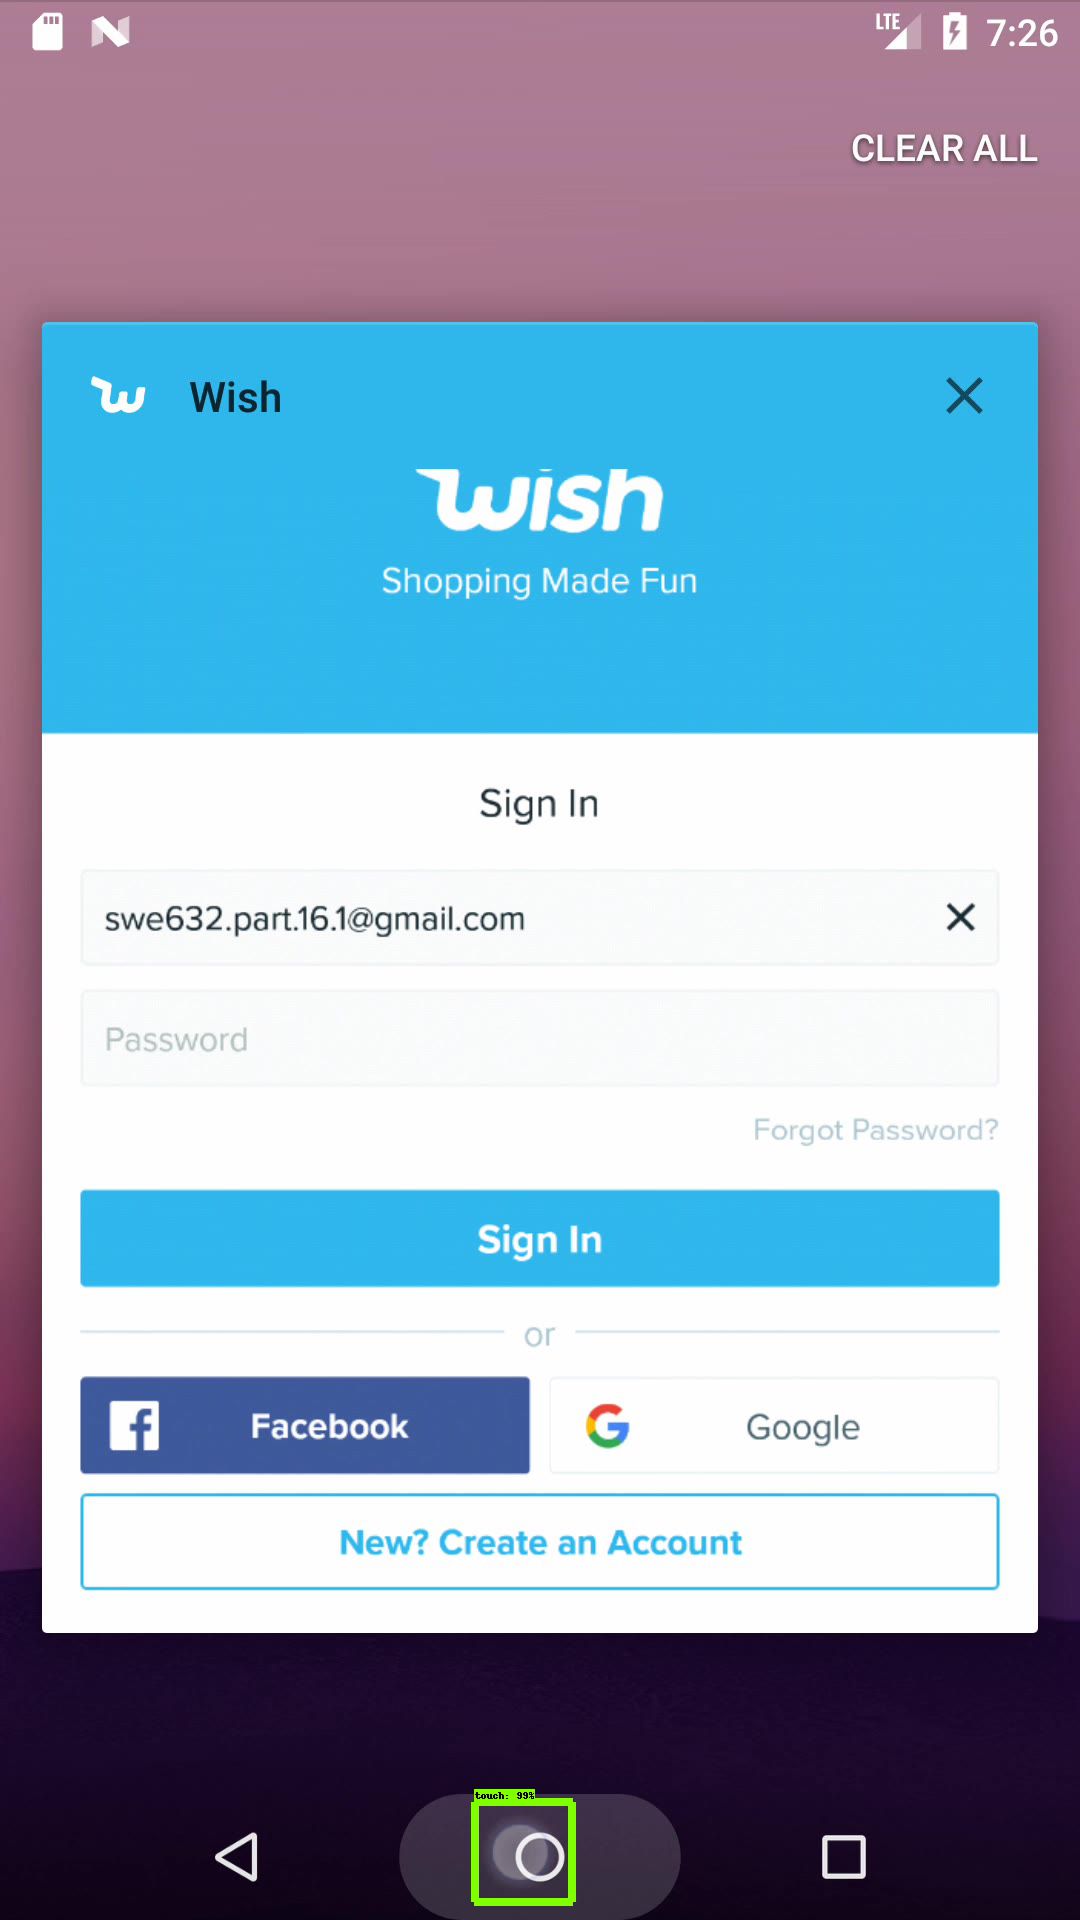 LTE 7:26
CLEAR ALL
Wish
wish
Shopping Made Fun
Sign In
swe632.part.16.1@gmail.com
Password
Forgot Password?
Sign In
or
Facebook
Google
New? Create an Account
touch: 99%